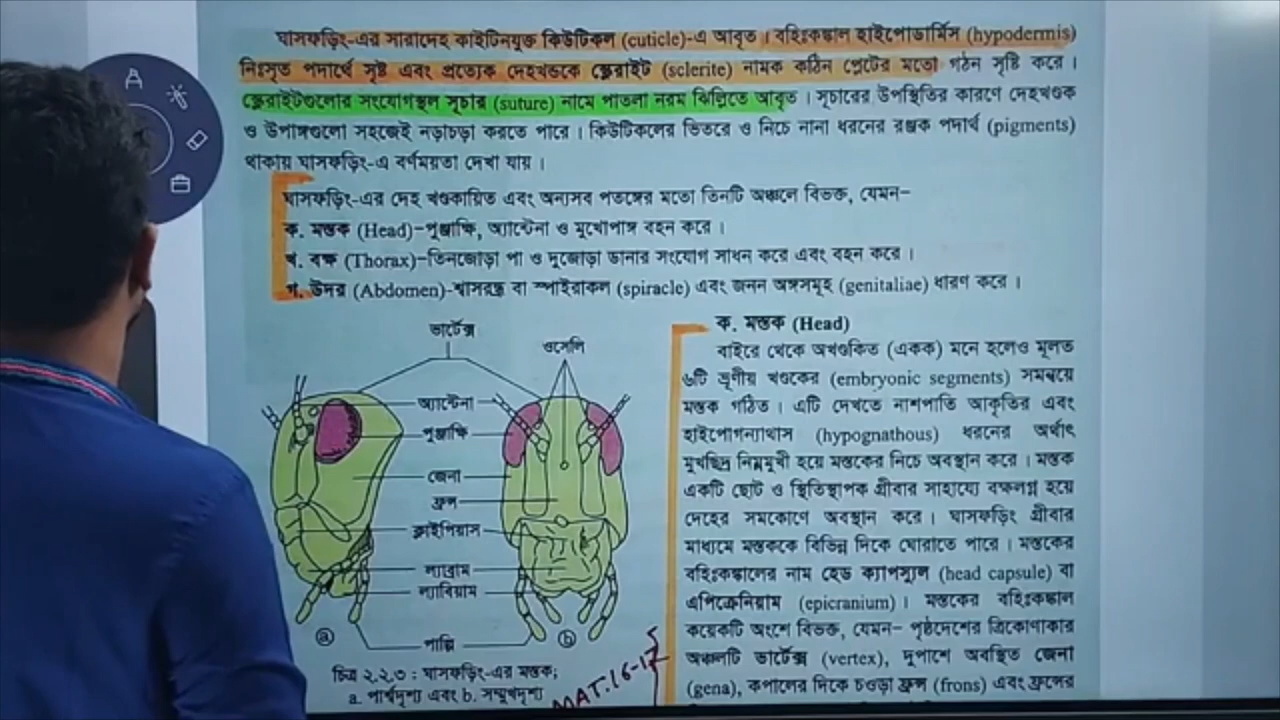 ঘাসফড়িং-এর সারাদেহ কাইটিনযুক্ত কিউটিকল (cuticle)-এ আবৃত। বহিঃকঙ্কাল হাইপোডার্মিস (hypodermis)
নিঃসৃত পদার্থে সৃষ্ট এবং প্রত্যেক দেহখন্ডকে স্ক্লেরাইট (sclerite) নামক কঠিন প্লেটের মতো গঠন সৃষ্টি করে।
স্ক্লেরাইটগুলোর সংযোগস্থল সূচার (suture) নামে পাতলা নরম ঝিল্লিতে আবৃত। সূচারের উপস্থিতির কারণে দেহখণ্ডক
ও উপাঙ্গগুলো সহজেই নড়াচড়া করতে পারে। কিউটিকলের ভিতরে ও নিচে নানা ধরনের রঞ্জক পদার্থ (pigments)
থাকায় ঘাসফড়িং-এ বর্ণময়তা দেখা যায়।
ঘাসফড়িং-এর দেহ খণ্ডকায়িত এবং অন্যসব পতঙ্গের মতো তিনটি অঞ্চলে বিভক্ত, যেমন–
ক. মস্তক (Head)–পুঞ্জাক্ষি, অ্যান্টেনা ও মুখোপাঙ্গ বহন করে।
খ. বক্ষ (Thorax)–তিনজোড়া পা ও দুজোড়া ডানার সংযোগ সাধন করে এবং বহন করে।
গ. উদর (Abdomen)-শ্বাসরন্ধ্র বা স্পাইরাকল (spiracle) এবং জনন অঙ্গসমূহ (genitaliae) ধারণ করে।
ভার্টেক্স
ওসেলি
অ্যান্টেনা
পুঞ্জাক্ষি
জেনা
ফ্রন্স
ক্লাইপিয়াস
ল্যাব্রাম
ল্যাবিয়াম
পাল্পি
a
b
চিত্র ২.২.৩ : ঘাসফড়িং-এর মস্তক;
a. পার্শ্বদৃশ্য এবং b. সম্মুখদৃশ্য
MAT.16-17
ক. মস্তক (Head)
বাইরে থেকে অখণ্ডকিত (একক) মনে হলেও মূলত
৬টি ভ্রূণীয় খণ্ডকের (embryonic segments) সমন্বয়ে
মস্তক গঠিত। এটি দেখতে নাশপাতি আকৃতির এবং
হাইপোগন্যাথাস (hypognathous) ধরনের অর্থাৎ
মুখছিদ্র নিম্নমুখী হয়ে মস্তকের নিচে অবস্থান করে। মস্তক
একটি ছোট ও স্থিতিস্থাপক গ্রীবার সাহায্যে বক্ষলগ্ন হয়ে
দেহের সমকোণে অবস্থান করে। ঘাসফড়িং গ্রীবার
মাধ্যমে মস্তককে বিভিন্ন দিকে ঘোরাতে পারে। মস্তকের
বহিঃকঙ্কালের নাম হেড ক্যাপস্যুল (head capsule) বা
এপিক্রেনিয়াম (epicranium)। মস্তকের বহিঃকঙ্কাল
কয়েকটি অংশে বিভক্ত, যেমন– পৃষ্ঠদেশের ত্রিকোণাকার
অঞ্চলটি ভার্টেক্স (vertex), দুপাশে অবস্থিত জেনা
(gena), কপালের দিকে চওড়া ফ্রন্স (frons) এবং ফ্রন্সের